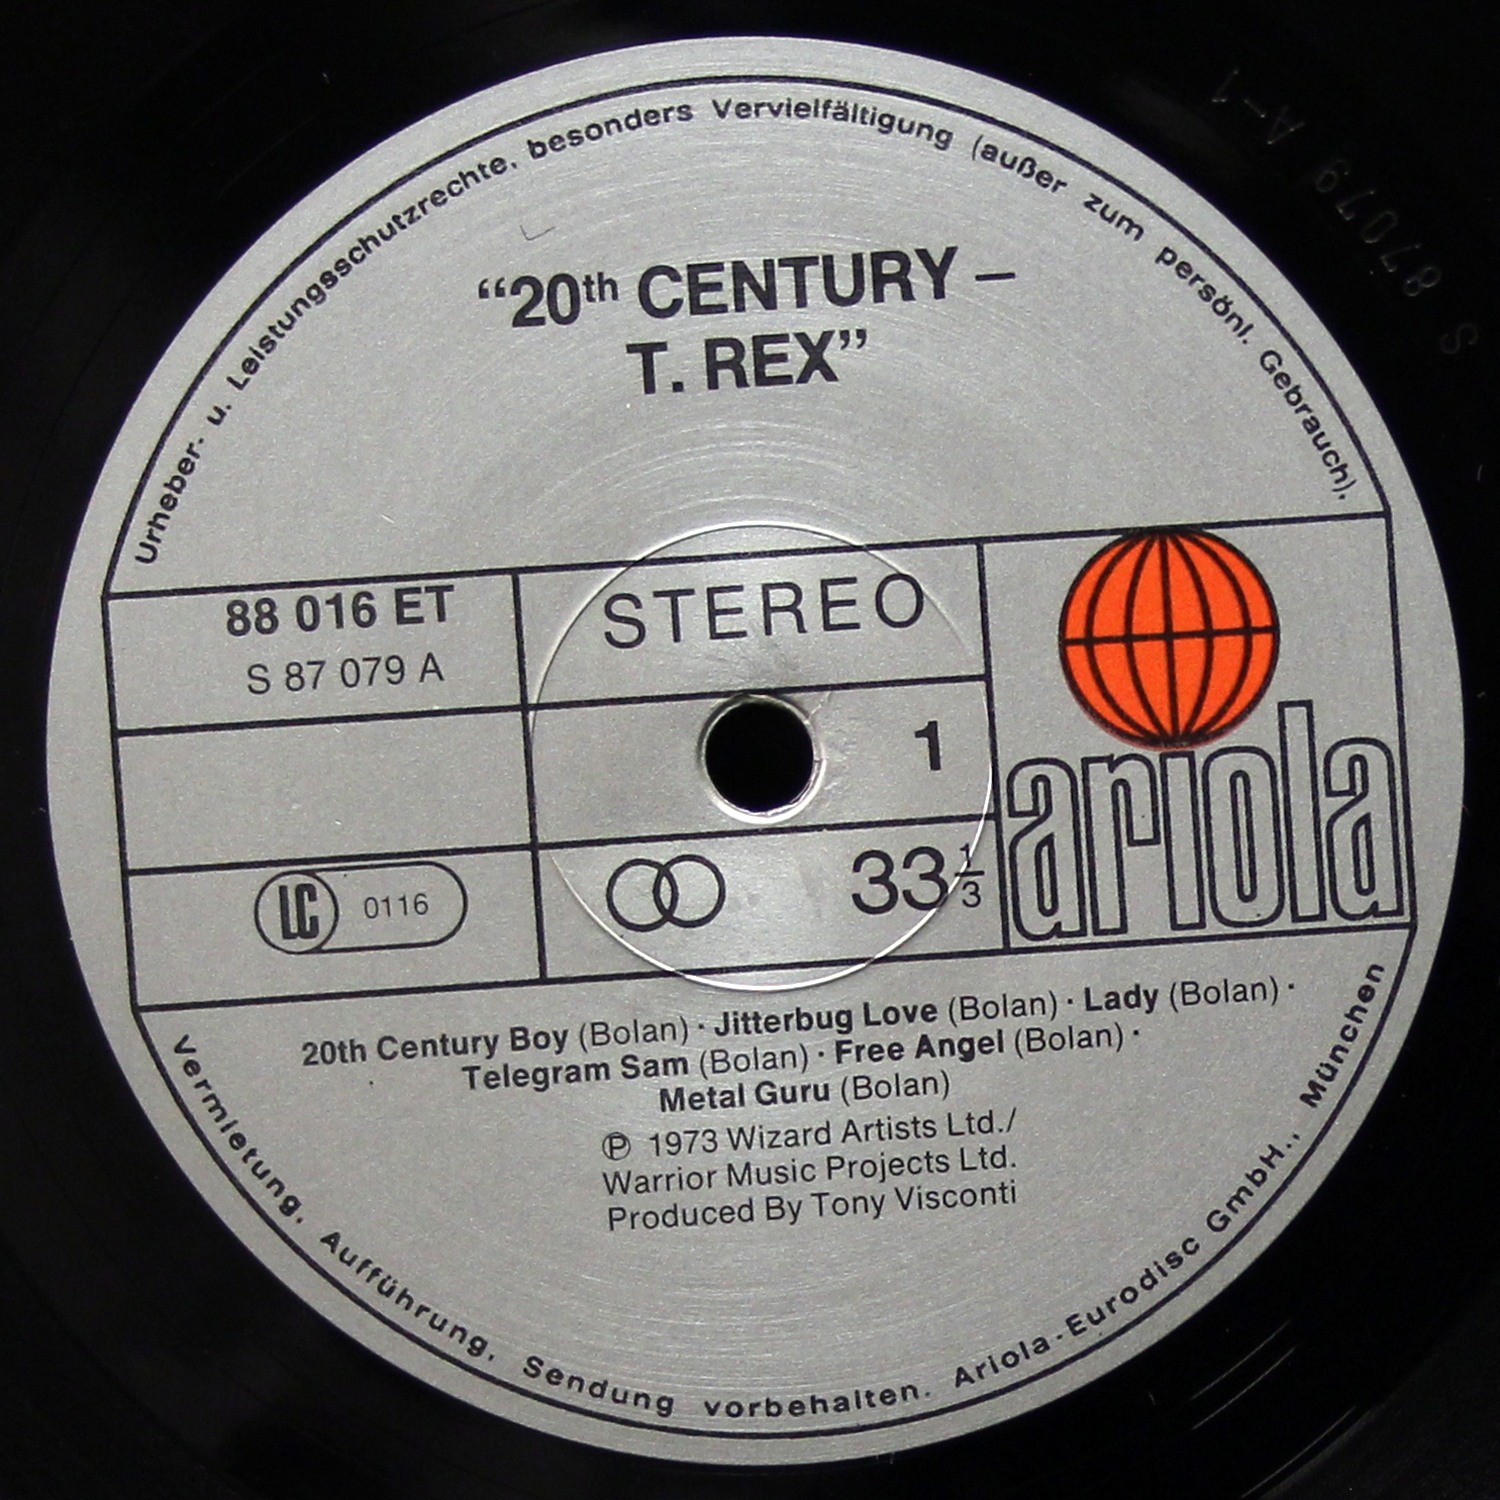 Urheber- u. Leistungsschutzrechte, besonders Vervielfältigung (außer zum persönl. Gebrauch),
“20th CENTURY –
T. REX”
88 016 ET
S 87 079 A
STEREO
1
LC 0116
33 1/3
ariola
20th Century Boy (Bolan) · Jitterbug Love (Bolan) · Lady (Bolan) ·
Telegram Sam (Bolan) · Free Angel (Bolan) ·
Metal Guru (Bolan)
℗ 1973 Wizard Artists Ltd./
Warrior Music Projects Ltd.
Produced By Tony Visconti
Vermietung, Aufführung, Sendung vorbehalten. Ariola-Eurodisc GmbH., München
S 87079 A-1